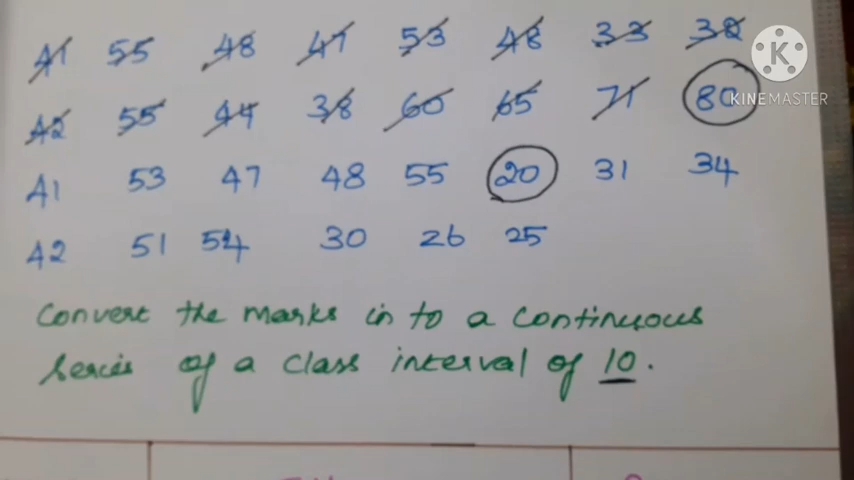 41 55 48 47 53 48 33 32
42 55 44 38 60 65 71 80
41 53 47 48 55 20 31 34
42 51 54 30 26 25
Convert the marks in to a continuous
series of a class interval of 10.
K
KINEMASTER